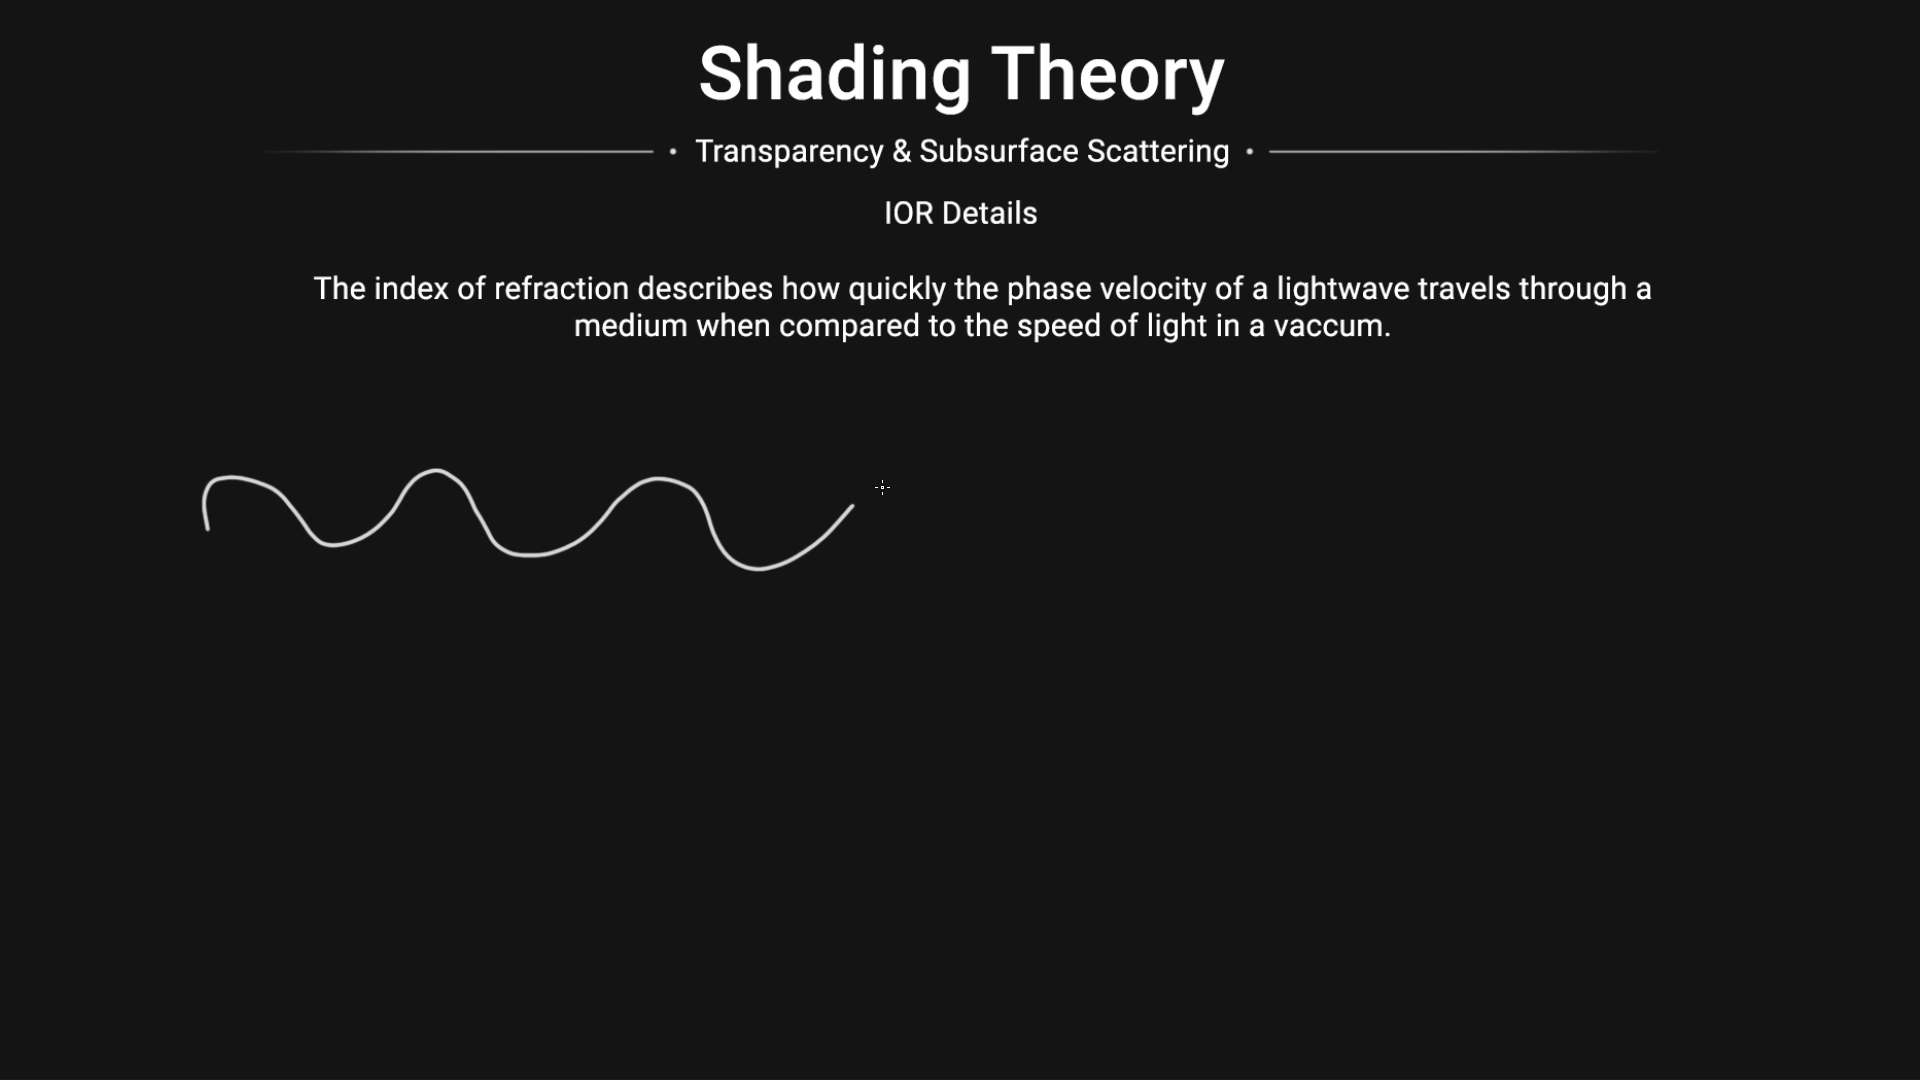 Shading Theory
Transparency & Subsurface Scattering
IOR Details
The index of refraction describes how quickly the phase velocity of a lightwave travels through a
medium when compared to the speed of light in a vaccum.